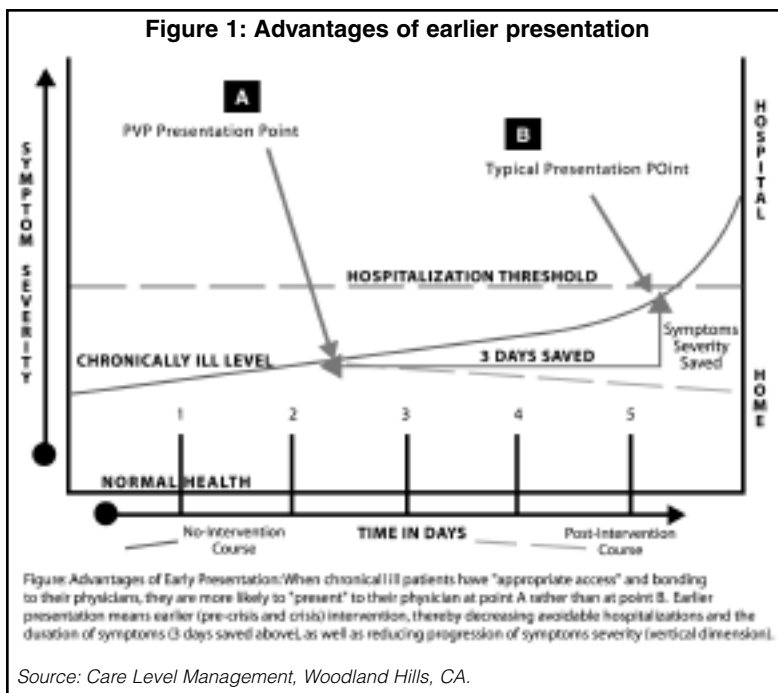 Figure 1: Advantages of earlier presentation
A
PVP Presentation Point
B
Typical Presentation POint
SYMPTOM SEVERITY
HOSPITAL
HOSPITALIZATION THRESHOLD
CHRONICALLY ILL LEVEL
3 DAYS SAVED
Symptoms
Severity
Saved
HOME
1 2 3 4 5
NORMAL HEALTH
No-Intervention
Course
TIME IN DAYS
Post-Intervention
Course
Figure: Advantages of Early Presentation: When chronical ill patients have "appropriate access" and bonding
to their physicians, they are more likely to "present" to their physician at point A rather than at point B. Earlier
presentation means earlier (pre-crisis and crisis) intervention, thereby decreasing avoidable hospitalizations and the
duration of symptoms (3 days saved above), as well as reducing progression of symptoms severity (vertical dimension).
Source: Care Level Management, Woodland Hills, CA.